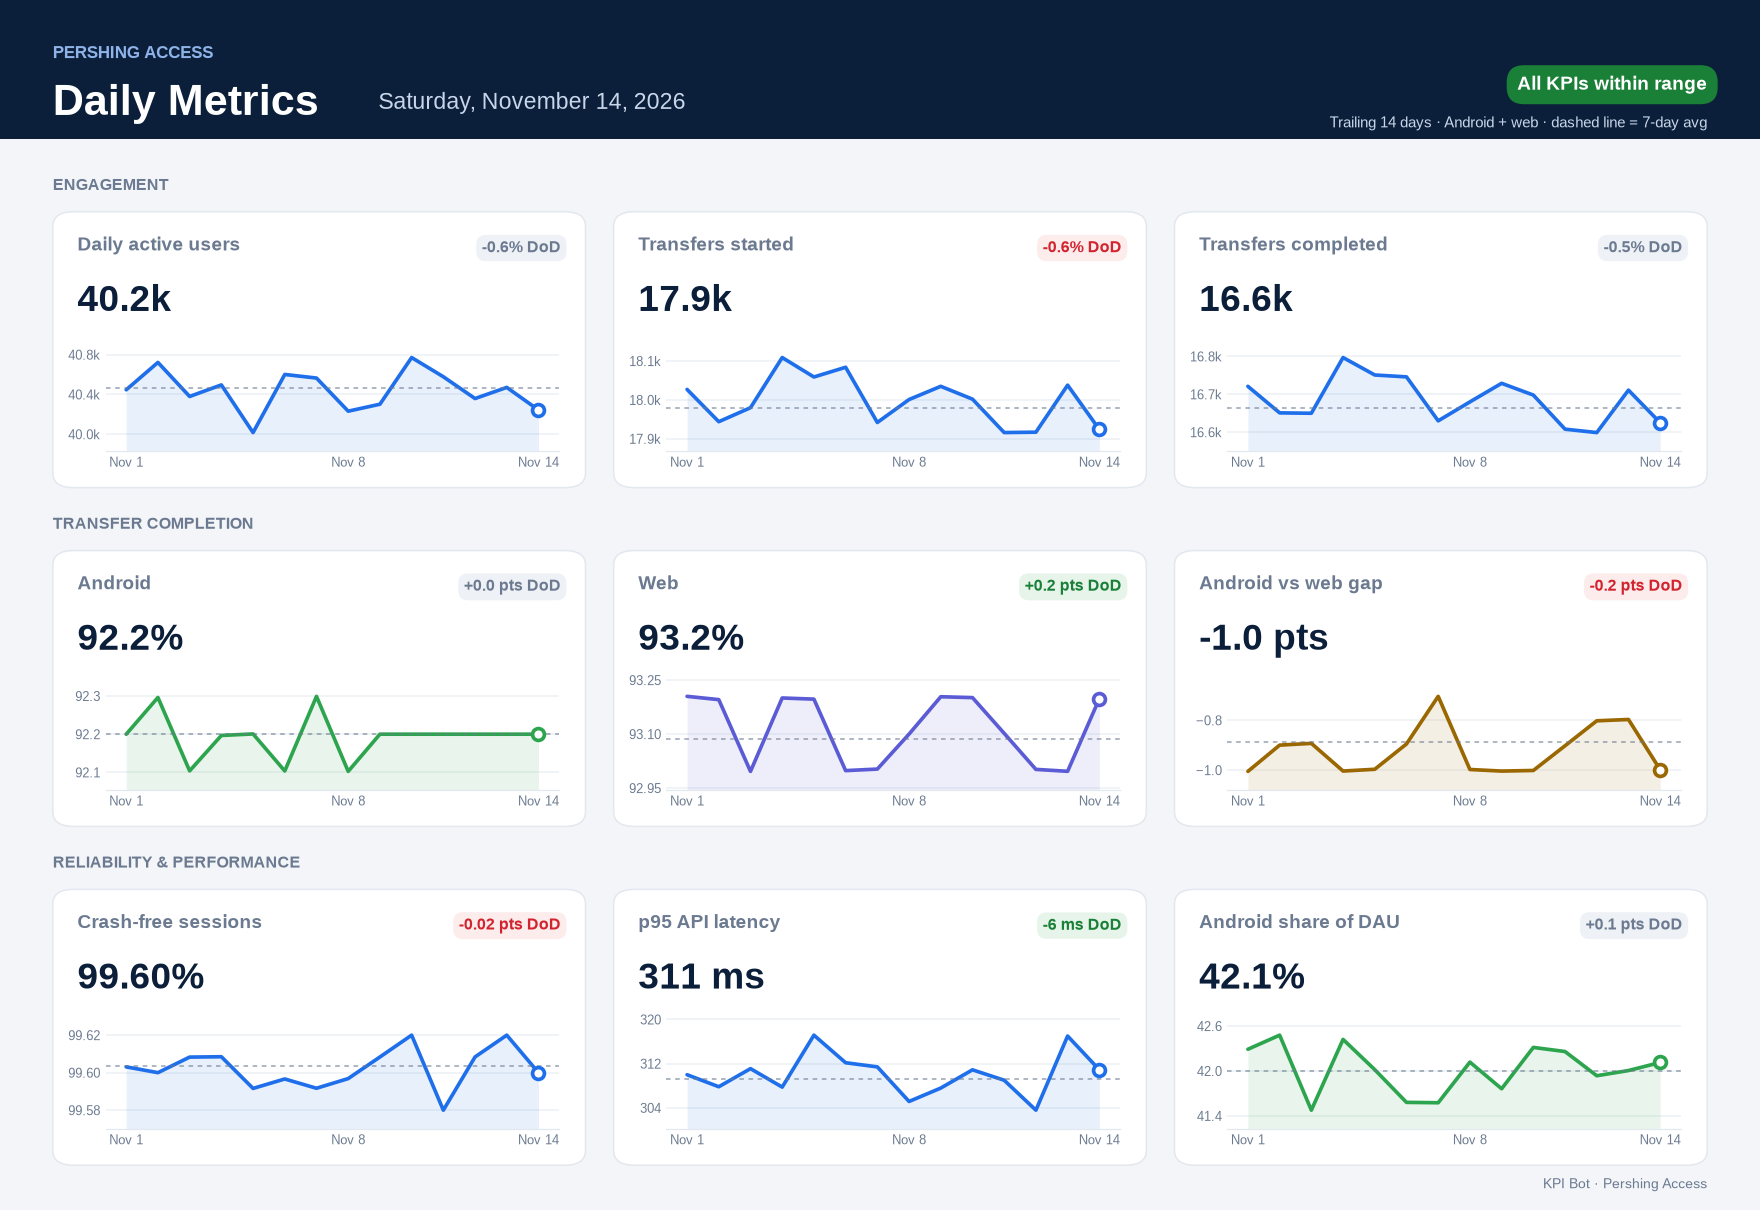 PERSHING ACCESS
Daily Metrics
Saturday, November 14, 2026
All KPIs within range
Trailing 14 days · Android + web · dashed line = 7-day avg
ENGAGEMENT
Daily active users
-0.6% DoD
40.2k
40.8k
40.4k
40.0k
Nov 1
Nov 8
Nov 14
Transfers started
-0.6% DoD
17.9k
18.1k
18.0k
17.9k
Nov 1
Nov 8
Nov 14
Transfers completed
-0.5% DoD
16.6k
16.8k
16.7k
16.6k
Nov 1
Nov 8
Nov 14
TRANSFER COMPLETION
Android
+0.0 pts DoD
92.2%
92.3
92.2
92.1
Nov 1
Nov 8
Nov 14
Web
+0.2 pts DoD
93.2%
93.25
93.10
92.95
Nov 1
Nov 8
Nov 14
Android vs web gap
-0.2 pts DoD
-1.0 pts
−0.8
−1.0
Nov 1
Nov 8
Nov 14
RELIABILITY & PERFORMANCE
Crash-free sessions
-0.02 pts DoD
99.60%
99.62
99.60
99.58
Nov 1
Nov 8
Nov 14
p95 API latency
-6 ms DoD
311 ms
320
312
304
Nov 1
Nov 8
Nov 14
Android share of DAU
+0.1 pts DoD
42.1%
42.6
42.0
41.4
Nov 1
Nov 8
Nov 14
KPI Bot · Pershing Access